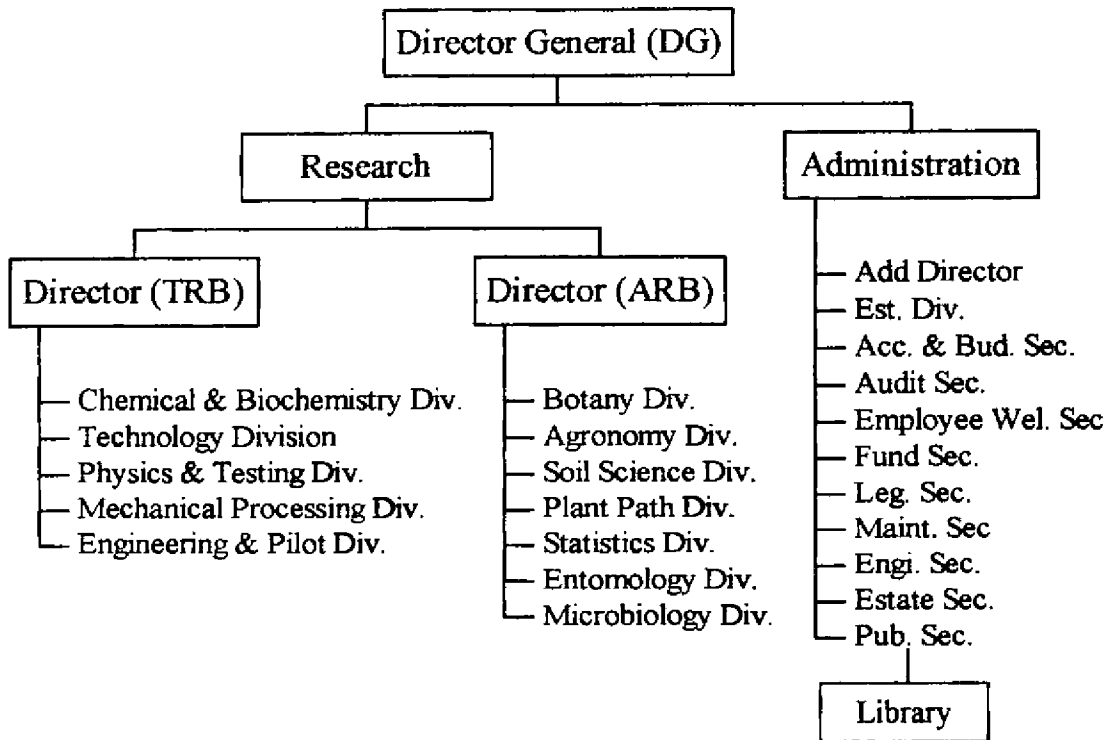 Director General (DG)
Research
Administration
Director (TRB)
Director (ARB)
Chemical & Biochemistry Div.
Technology Division
Physics & Testing Div.
Mechanical Processing Div.
Engineering & Pilot Div.
Botany Div.
Agronomy Div.
Soil Science Div.
Plant Path Div.
Statistics Div.
Entomology Div.
Microbiology Div.
Add Director
Est. Div.
Acc. & Bud. Sec.
Audit Sec.
Employee Wel. Sec
Fund Sec.
Leg. Sec.
Maint. Sec
Engi. Sec.
Estate Sec.
Pub. Sec.
Library